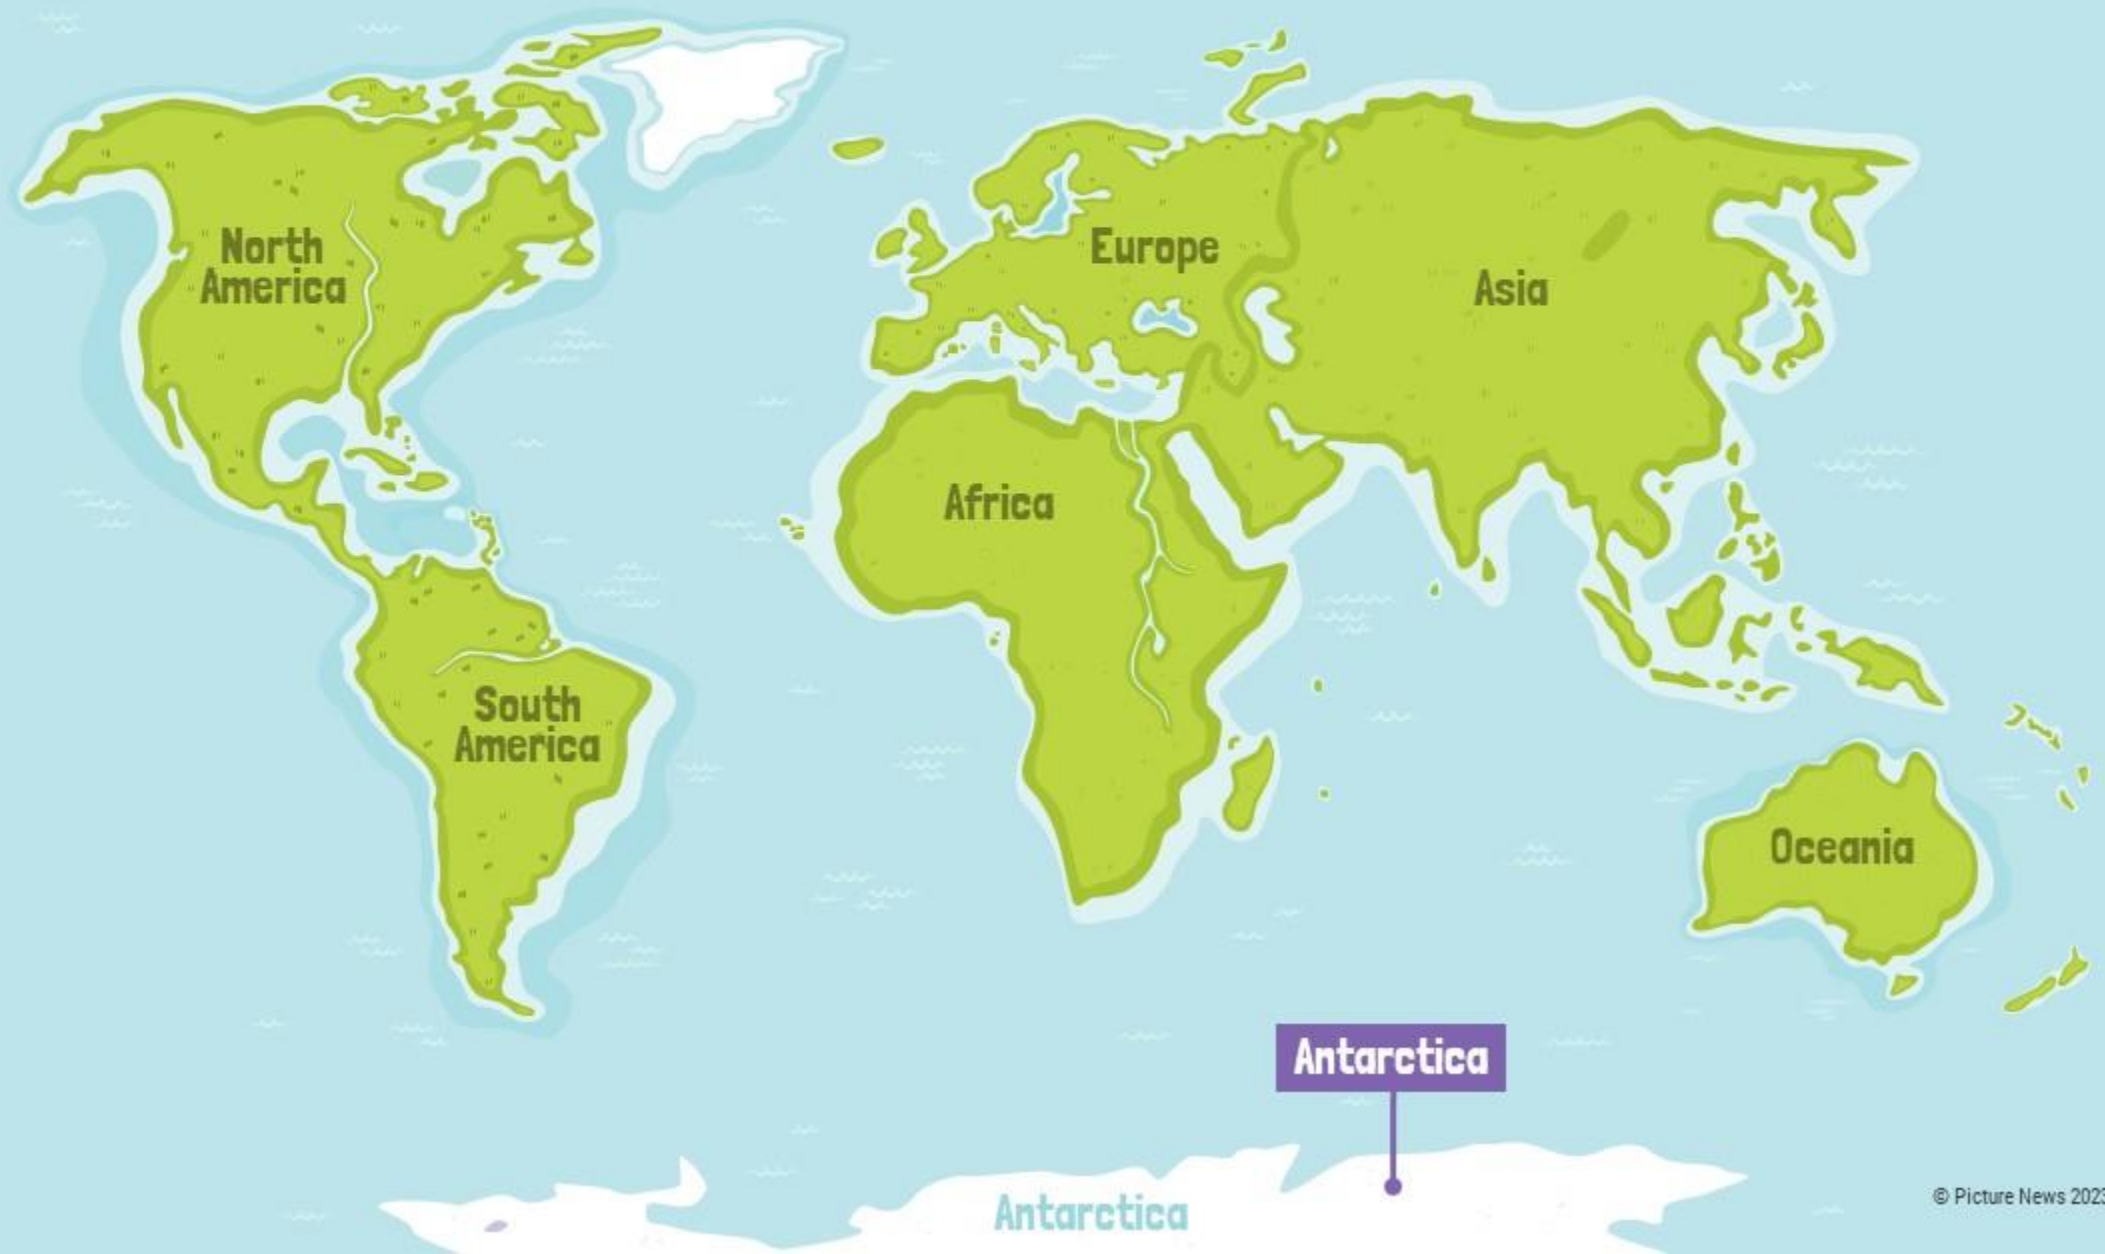 North
America
Europe
Asia
Africa
South
America
Oceania
Antarctica
Antarctica
© Picture News 2023